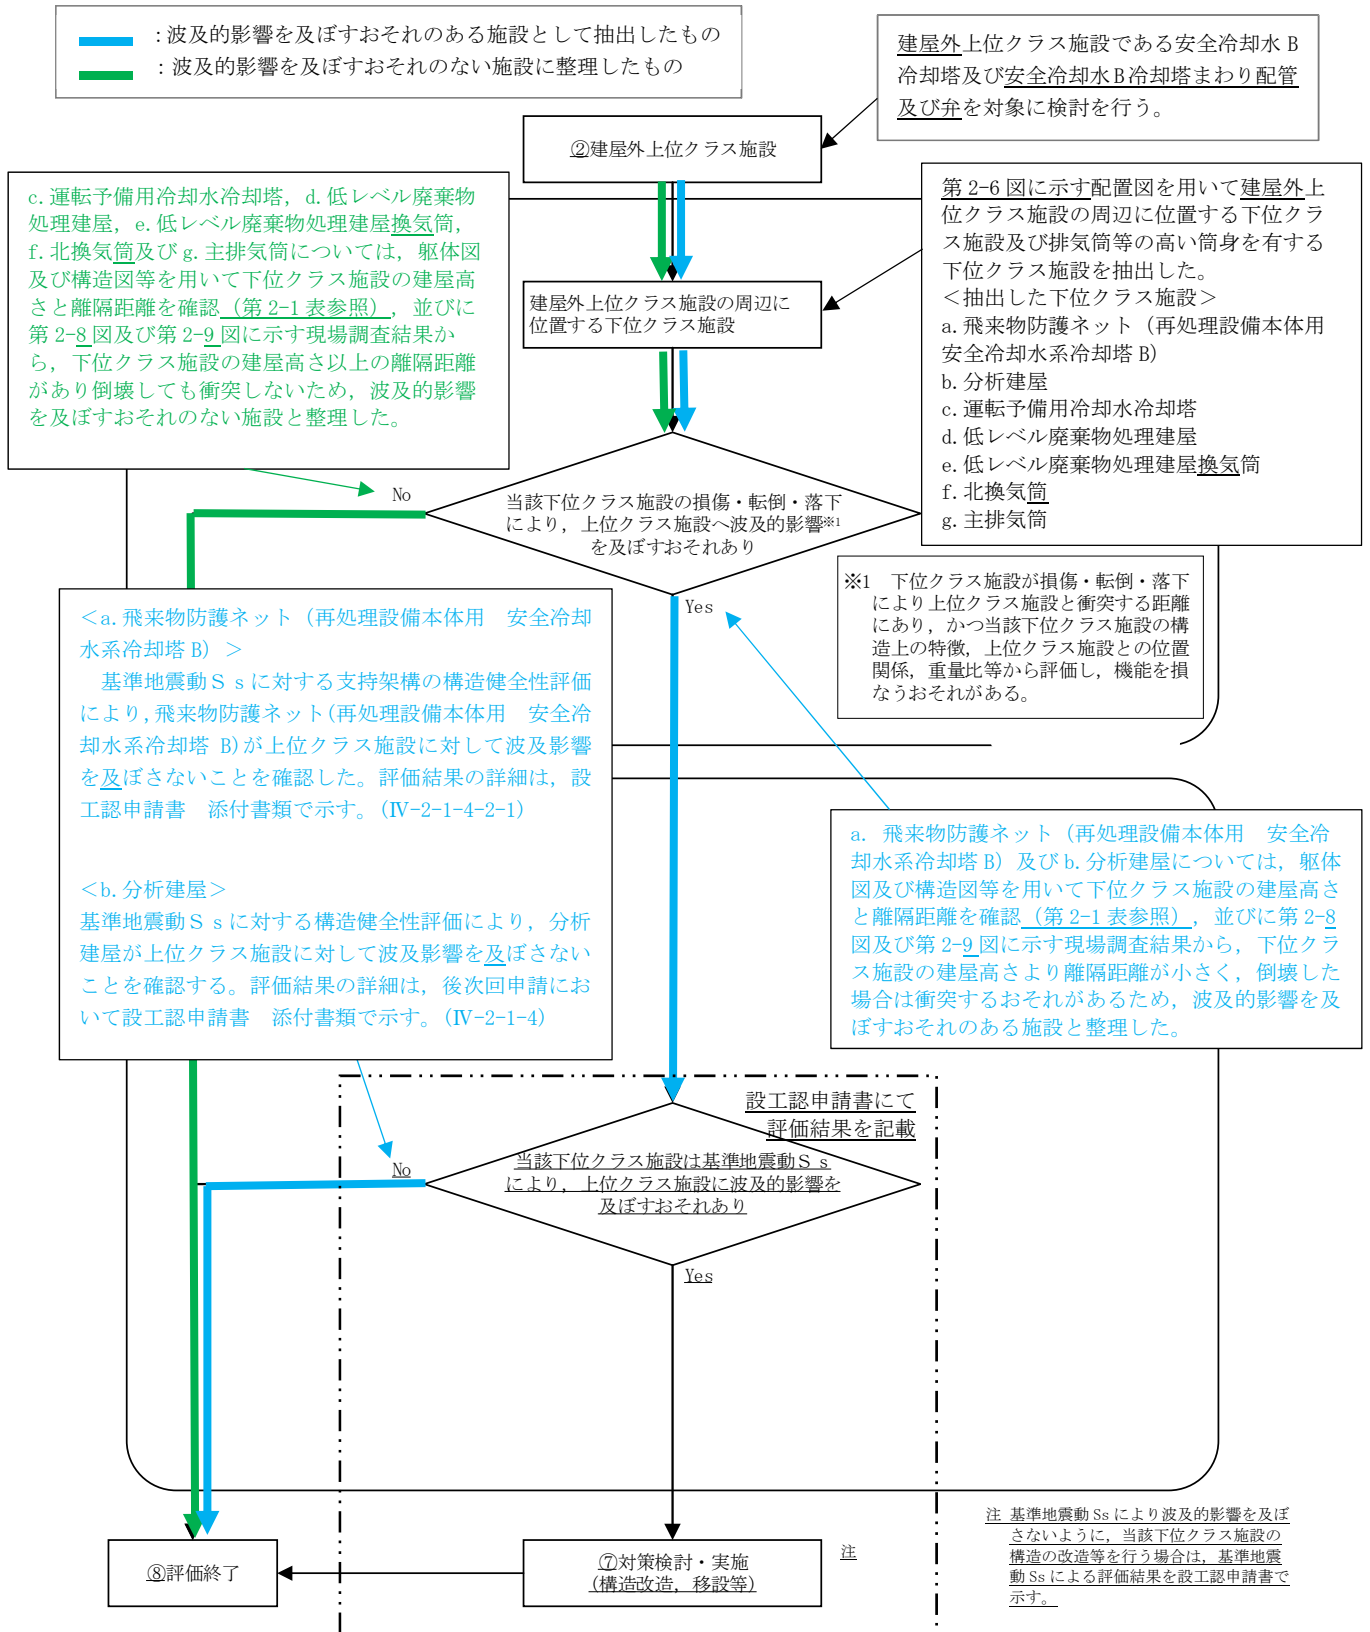 ：波及的影響を及ぼすおそれのある施設として抽出したもの
：波及的影響を及ぼすおそれのない施設に整理したもの
建屋外上位クラス施設である安全冷却水 B
冷却塔及び安全冷却水 B 冷却塔まわり配管
及び弁を対象に検討を行う。
②建屋外上位クラス施設
c. 運転予備用冷却水冷却塔，d. 低レベル廃棄物
処理建屋，e. 低レベル廃棄物処理建屋換気筒，
f. 北換気筒及び g. 主排気筒については，躯体図
及び構造図等を用いて下位クラス施設の建屋高
さと離隔距離を確認（第 2-1 表参照），並びに
第 2-8 図及び第 2-9 図に示す現場調査結果か
ら，下位クラス施設の建屋高さ以上の離隔距離
があり倒壊しても衝突しないため，波及的影響
を及ぼすおそれのない施設と整理した。
第 2-6 図に示す配置図を用いて建屋外上
位クラス施設の周辺に位置する下位クラ
ス施設及び排気筒等の高い筒身を有する
下位クラス施設を抽出した。
＜抽出した下位クラス施設＞
a. 飛来物防護ネット（再処理設備本体用
安全冷却水系冷却塔 B）
b. 分析建屋
c. 運転予備用冷却水冷却塔
d. 低レベル廃棄物処理建屋
e. 低レベル廃棄物処理建屋換気筒
f. 北換気筒
g. 主排気筒
建屋外上位クラス施設の周辺に
位置する下位クラス施設
No
当該下位クラス施設の損傷・転倒・落下
により，上位クラス施設へ波及的影響※1
を及ぼすおそれあり
Yes
※1　下位クラス施設が損傷・転倒・落下
により上位クラス施設と衝突する距離
にあり，かつ当該下位クラス施設の構
造上の特徴，上位クラス施設との位置
関係，重量比等から評価し，機能を損
なうおそれがある。
＜a. 飛来物防護ネット（再処理設備本体用　安全冷却
水系冷却塔 B）＞
　基準地震動Ｓｓに対する支持架構の構造健全性評価
により,飛来物防護ネット(再処理設備本体用　安全冷
却水系冷却塔 B)が上位クラス施設に対して波及影響
を及ぼさないことを確認した。評価結果の詳細は，設
工認申請書　添付書類で示す。(Ⅳ-2-1-4-2-1)
＜b. 分析建屋＞
基準地震動Ｓｓに対する構造健全性評価により，分析
建屋が上位クラス施設に対して波及影響を及ぼさない
ことを確認する。評価結果の詳細は，後次回申請にお
いて設工認申請書　添付書類で示す。(Ⅳ-2-1-4)
a. 飛来物防護ネット（再処理設備本体用　安全冷
却水系冷却塔 B）及び b. 分析建屋については，躯体
図及び構造図等を用いて下位クラス施設の建屋高さ
と離隔距離を確認（第 2-1 表参照），並びに第 2-8
図及び第 2-9 図に示す現場調査結果から，下位クラ
ス施設の建屋高さより離隔距離が小さく，倒壊した
場合は衝突するおそれがあるため，波及的影響を及
ぼすおそれのある施設と整理した。
設工認申請書にて
評価結果を記載
No
当該下位クラス施設は基準地震動Ｓｓ
により，上位クラス施設に波及的影響を
及ぼすおそれあり
Yes
⑧評価終了
⑦対策検討・実施
(構造改造，移設等)
注
注 基準地震動 Ss により波及的影響を及ぼ
さないように，当該下位クラス施設の
構造の改造等を行う場合は，基準地震
動 Ss による評価結果を設工認申請書で
示す。